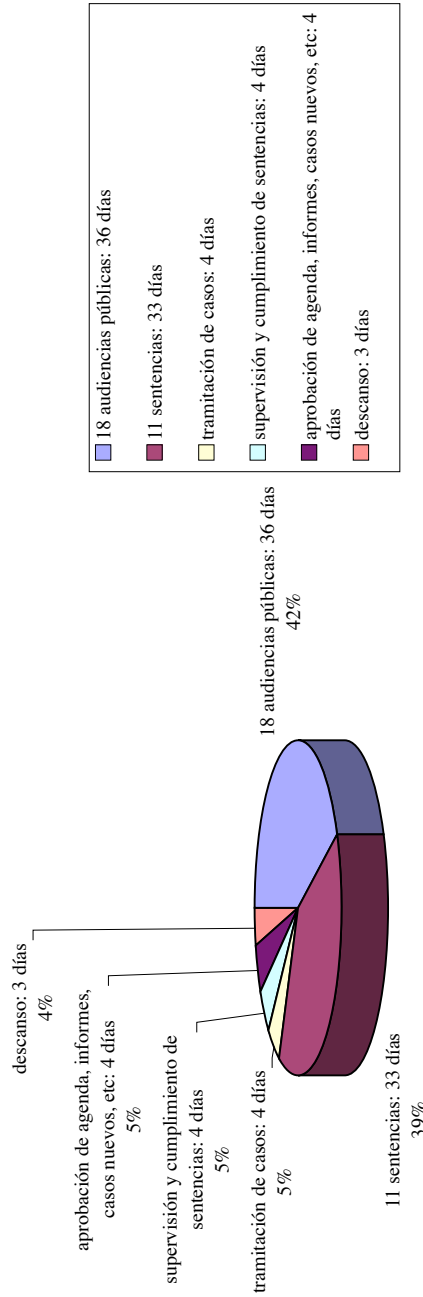 descanso: 3 días
4%
aprobación de agenda, informes,
casos nuevos, etc: 4 días
5%
supervisión y cumplimiento de
sentencias: 4 días
5%
tramitación de casos: 4 días
5%
11 sentencias: 33 días
39%
18 audiencias públicas: 36 días
42%
18 audiencias públicas: 36 días
11 sentencias: 33 días
tramitación de casos: 4 días
supervisión y cumplimiento de sentencias: 4 días
aprobación de agenda, informes, casos nuevos, etc: 4
días
descanso: 3 días